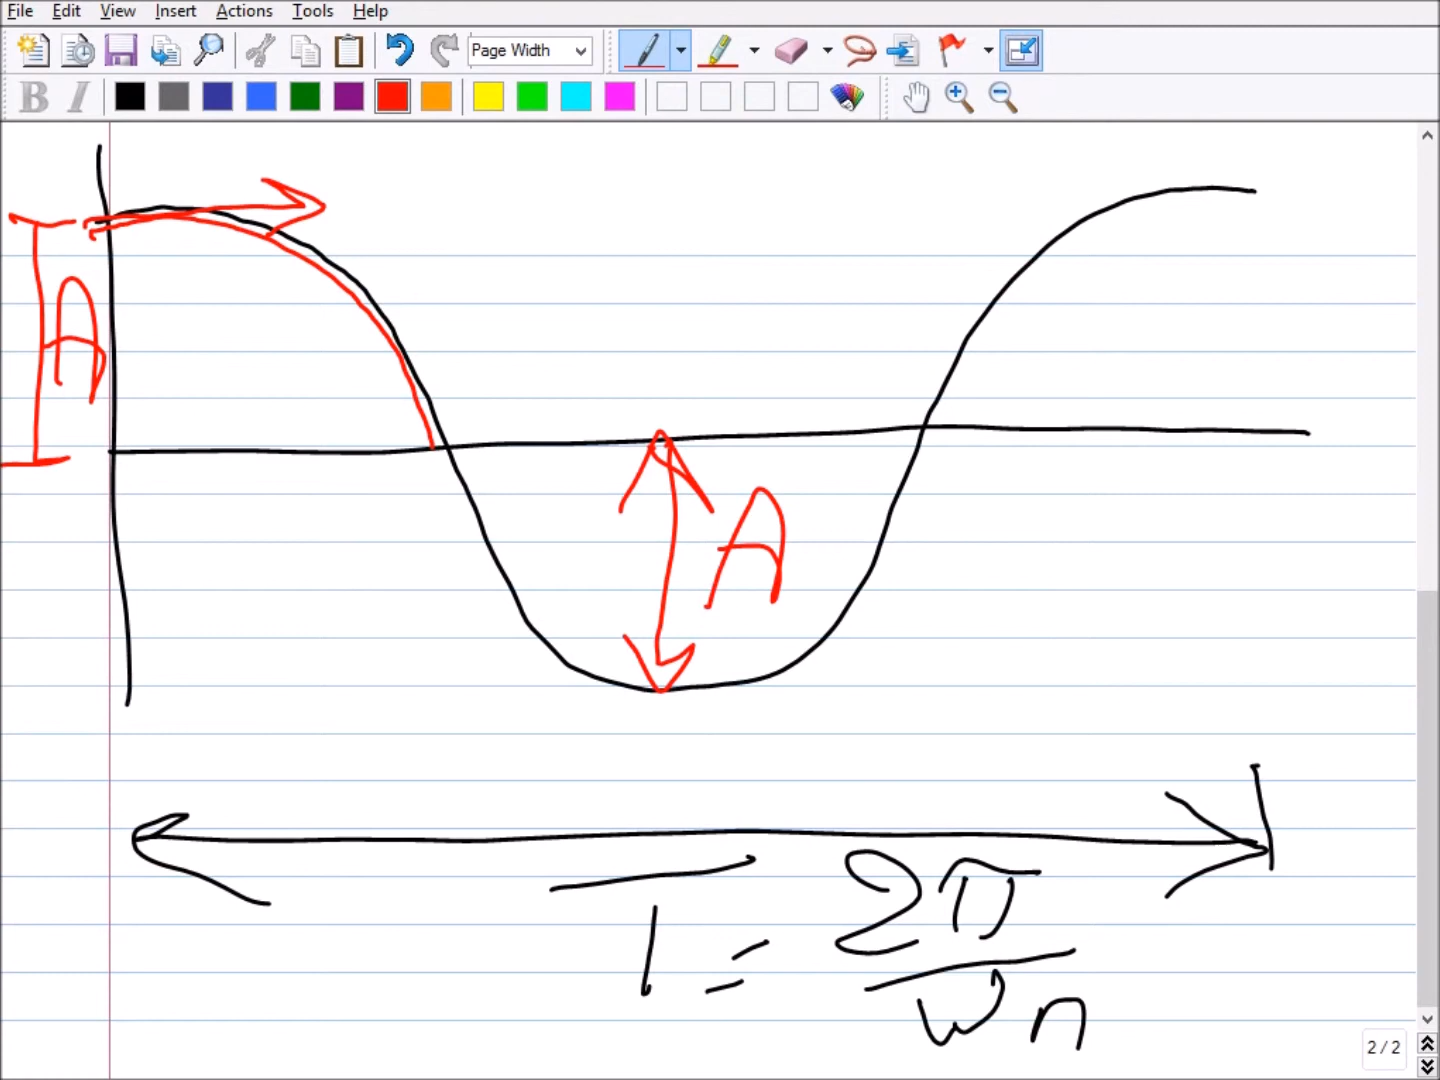 File Edit View Insert Actions Tools Help
Page Width
B I
A
A
T = 2π
ωn
2 / 2